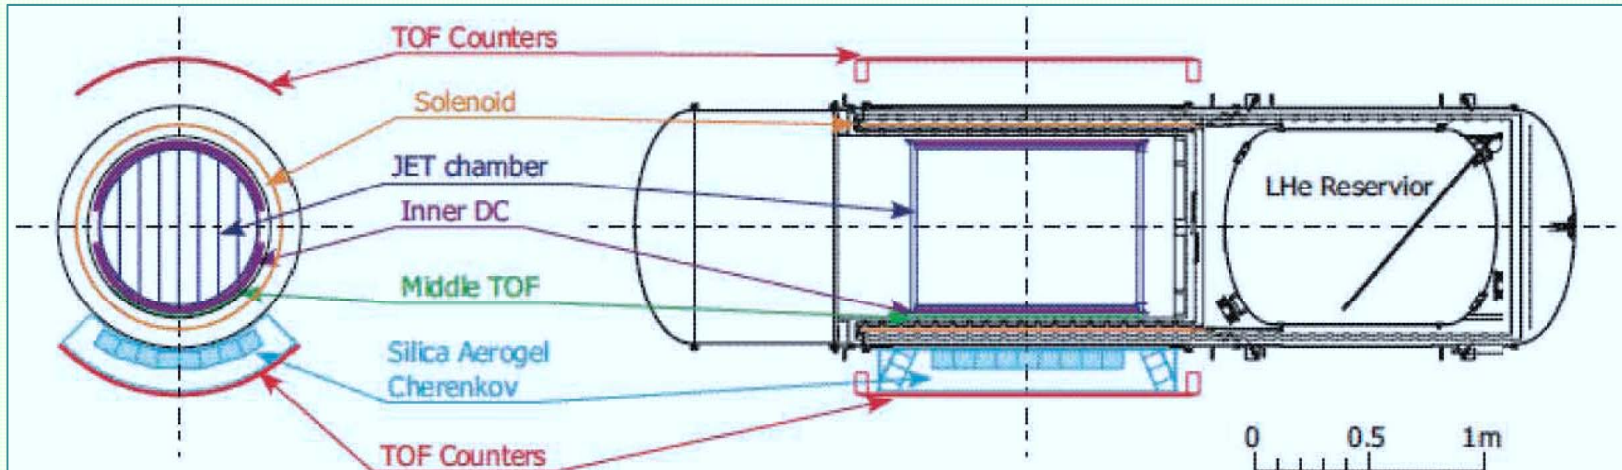 TOF Counters
Solenoid
JET chamber
Inner DC
Middle TOF
Silica Aerogel
Cherenkov
TOF Counters
LHe Reservior
0 0.5 1m